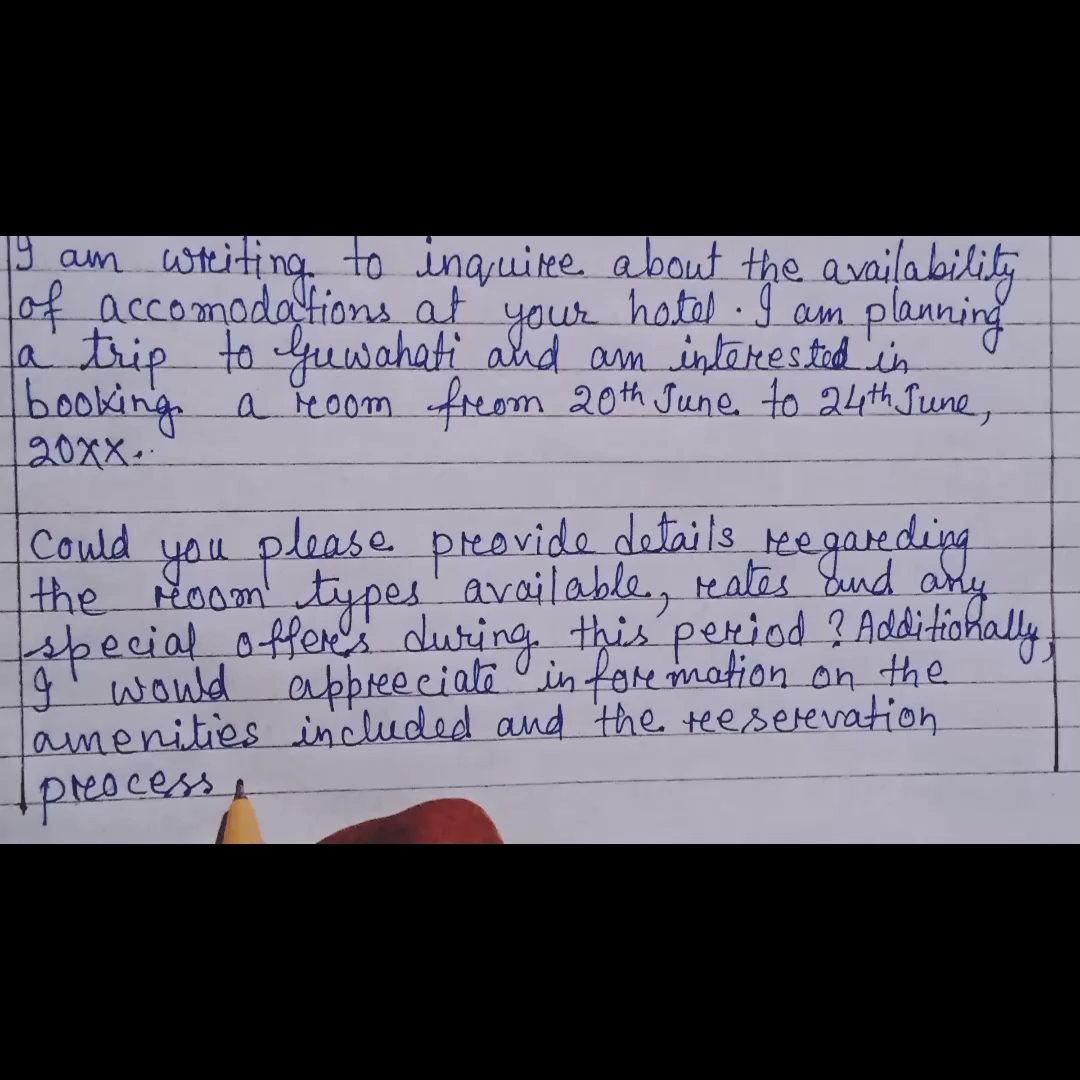 I am writing to inquire about the availability
of accomodations at your hotel. I am planning
a trip to Guwahati and am interested in
booking a room from 20th June to 24th June,
20XX.
Could you please provide details regarding
the room types available, rates and any
special offers during this period? Additionally,
I would appreciate information on the
amenities included and the reservation
process